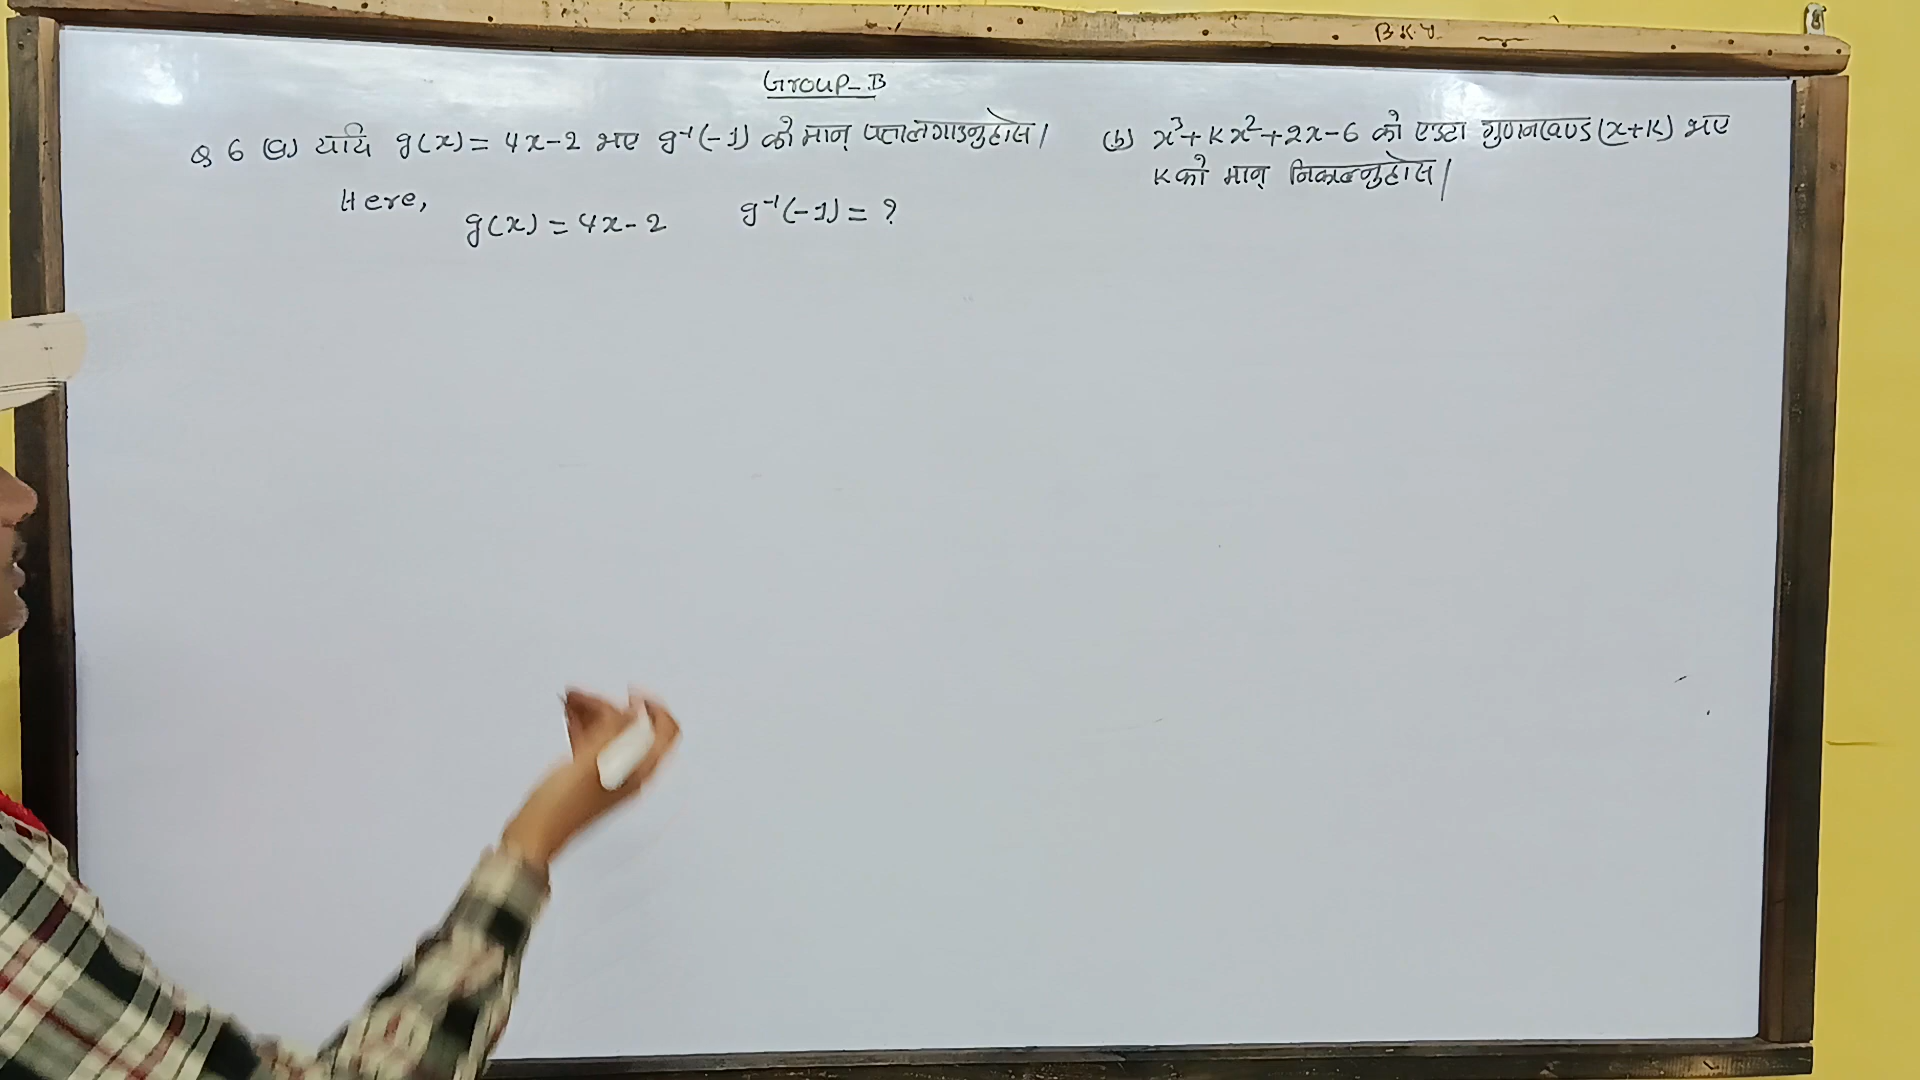 B.K.Y.
Group-B
Q 6 (a) यदि g(x) = 4x-2 भए g⁻¹(-1) को मान् पत्तालगाउनुहोस।
Here,
g(x) = 4x-2 g⁻¹(-1) = ?
(b) x³+kx²+2x-6 को एउटा गुणनखण्ड (x+k) भए
k को मान् निकाल्नुहोस।